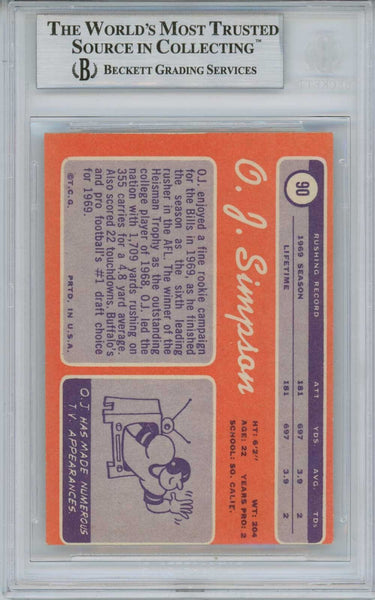 THE WORLD'S MOST TRUSTED
SOURCE IN COLLECTING™
B BECKETT GRADING SERVICES
90
RUSHING RECORD ATT YDS AVG. TDs
1969 SEASON 181 697 3.9 2
LIFETIME 181 697 3.9 2
O. J. Simpson
HT: 6'2" WT: 204
AGE: 22 YEARS PRO: 2
SCHOOL: SO. CALIF.
O.J. enjoyed a fine rookie campaign
for the Bills in 1969, as he finished
the season as the sixth leading
rusher in the AFL. The winner of the
Heisman Trophy as the outstanding
college player of 1968, O.J. led the
nation with 1,709 yards rushing on
355 carries for a 4.8 yard average.
Also scored 22 touchdowns. Buffalo's
and pro football's #1 draft choice
for 1969.
© T.C.G. PRTD. IN U.S.A.
O.J HAS MADE NUMEROUS
T.V. APPEARANCES.